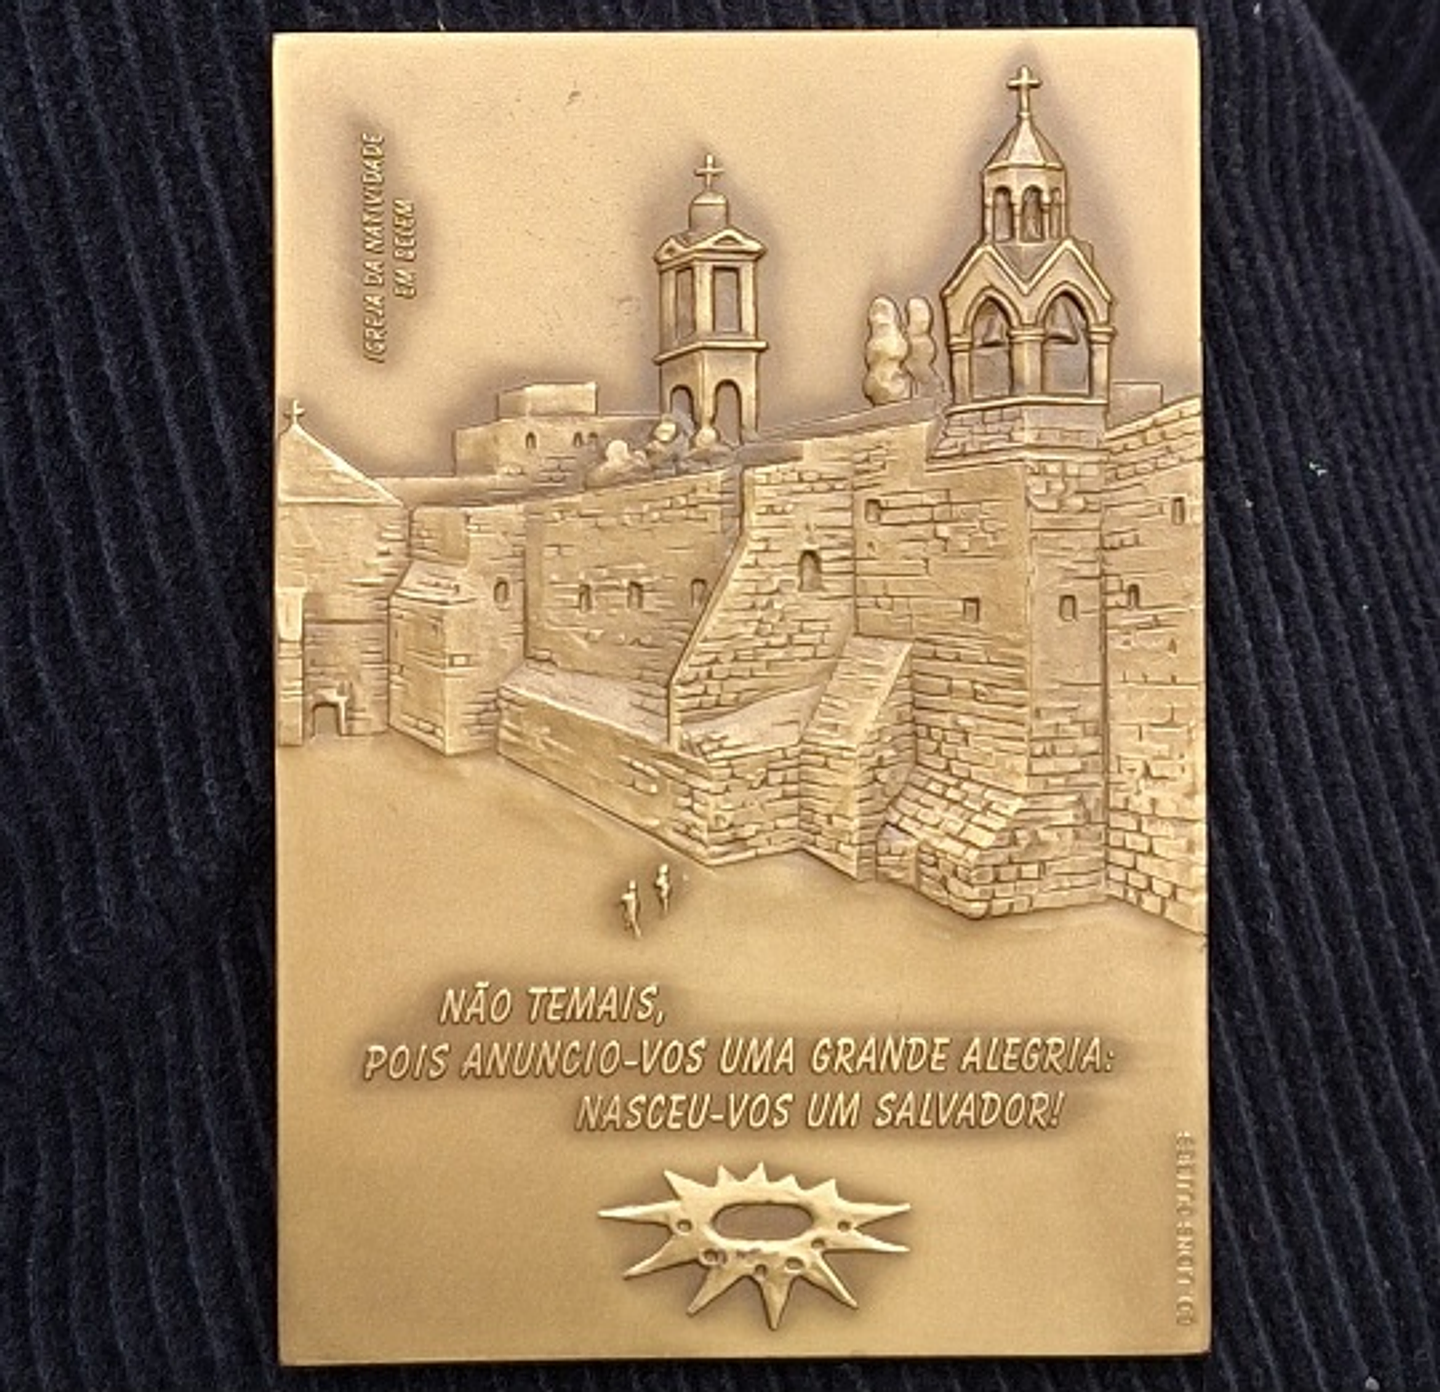 IGREJA DA NATIVIDADE
EM BELÉM
NÃO TEMAIS,
POIS ANUNCIO-VOS UMA GRANDE ALEGRIA:
NASCEU-VOS UM SALVADOR!